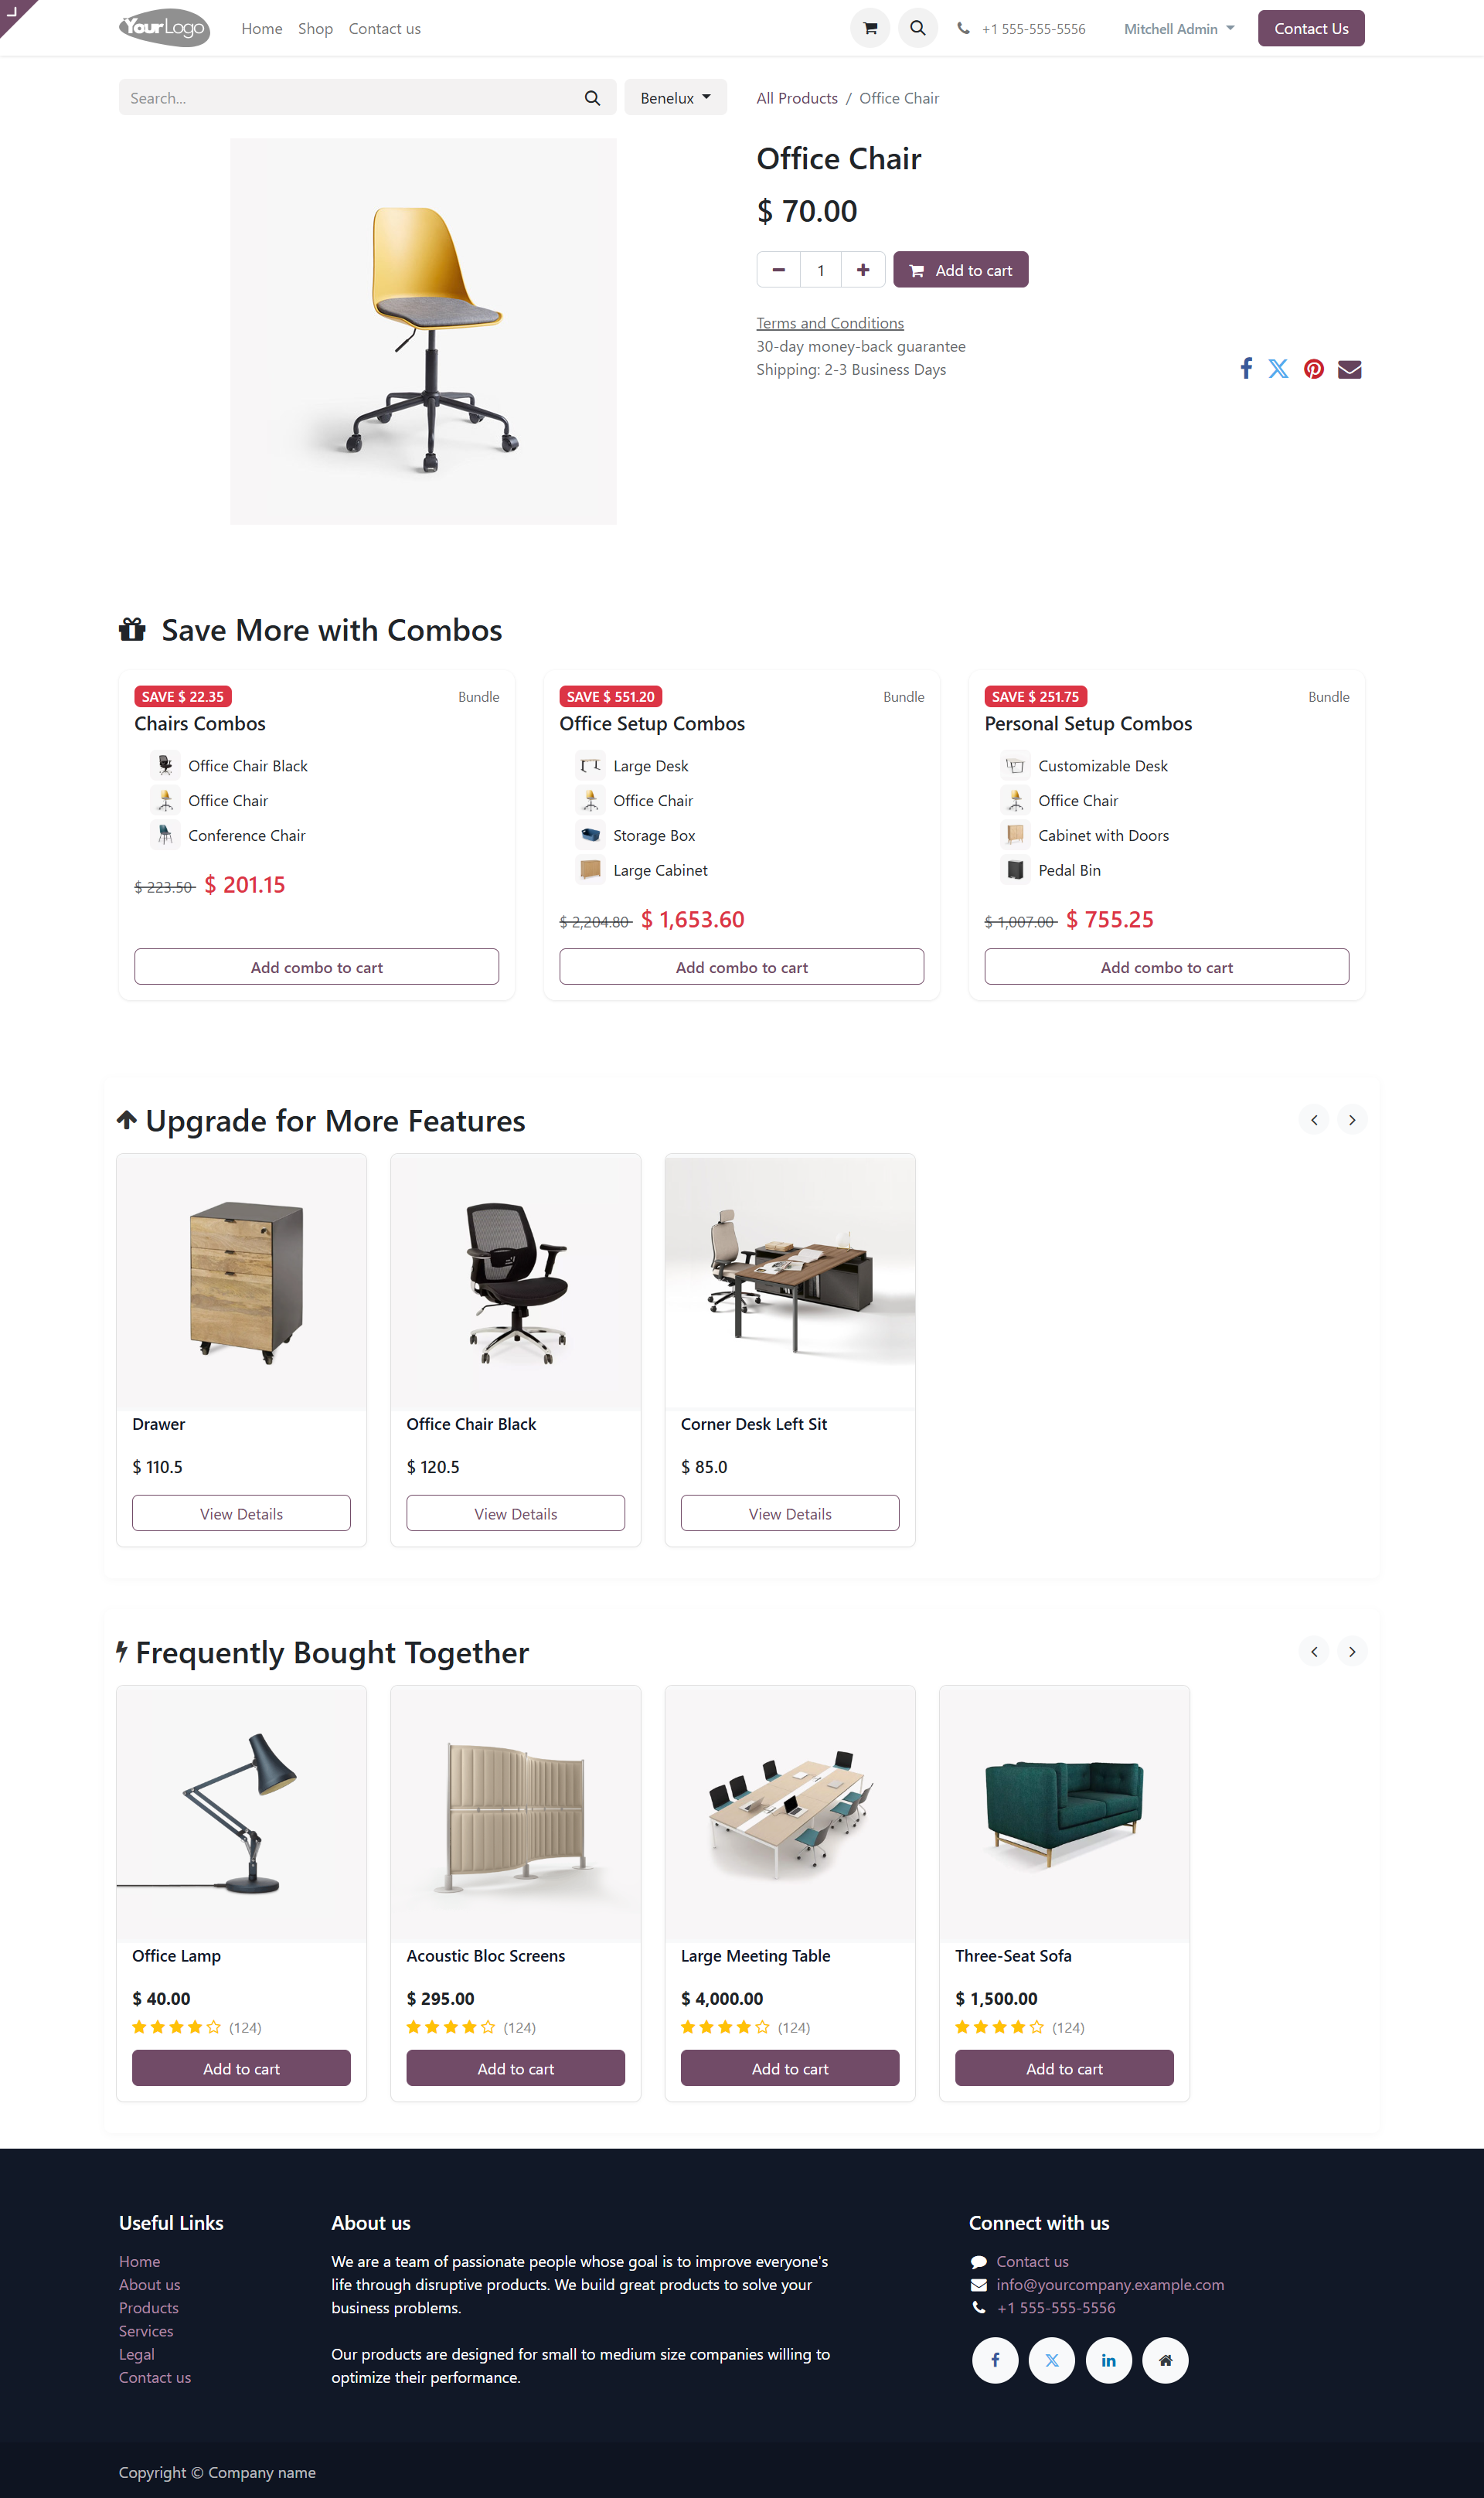 YourLogo
Home
Shop
Contact us
+1 555-555-5556
Mitchell Admin
Contact Us
Search...
Benelux
All Products / Office Chair
Office Chair
$ 70.00
1
Add to cart
Terms and Conditions
30-day money-back guarantee
Shipping: 2-3 Business Days
Save More with Combos
SAVE $ 22.35
Bundle
Chairs Combos
Office Chair Black
Office Chair
Conference Chair
$ 223.50 $ 201.15
Add combo to cart
SAVE $ 551.20
Bundle
Office Setup Combos
Large Desk
Office Chair
Storage Box
Large Cabinet
$ 2,204.80 $ 1,653.60
Add combo to cart
SAVE $ 251.75
Bundle
Personal Setup Combos
Customizable Desk
Office Chair
Cabinet with Doors
Pedal Bin
$ 1,007.00 $ 755.25
Add combo to cart
Upgrade for More Features
Drawer
$ 110.5
View Details
Office Chair Black
$ 120.5
View Details
Corner Desk Left Sit
$ 85.0
View Details
Frequently Bought Together
Office Lamp
$ 40.00
(124)
Add to cart
Acoustic Bloc Screens
$ 295.00
(124)
Add to cart
Large Meeting Table
$ 4,000.00
(124)
Add to cart
Three-Seat Sofa
$ 1,500.00
(124)
Add to cart
Useful Links
Home
About us
Products
Services
Legal
Contact us
About us
We are a team of passionate people whose goal is to improve everyone's
life through disruptive products. We build great products to solve your
business problems.
Our products are designed for small to medium size companies willing to
optimize their performance.
Connect with us
Contact us
info@yourcompany.example.com
+1 555-555-5556
Copyright © Company name